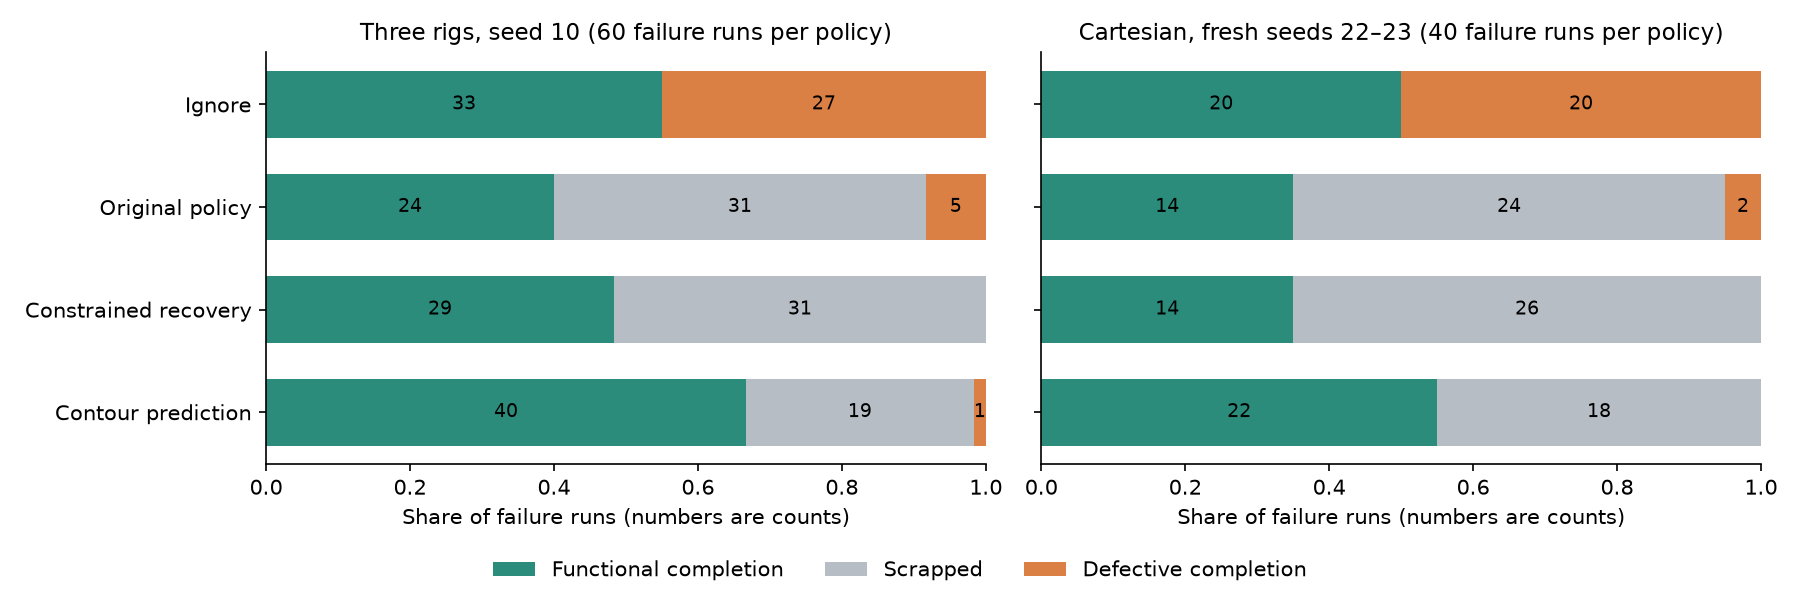 Three rigs, seed 10 (60 failure runs per policy)
Cartesian, fresh seeds 22–23 (40 failure runs per policy)
Ignore
33
27
20
20
Original policy
24
31
5
14
24
2
Constrained recovery
29
31
14
26
Contour prediction
40
19
1
22
18
0.0 0.2 0.4 0.6 0.8 1.0
0.0 0.2 0.4 0.6 0.8 1.0
Share of failure runs (numbers are counts)
Share of failure runs (numbers are counts)
Functional completion
Scrapped
Defective completion